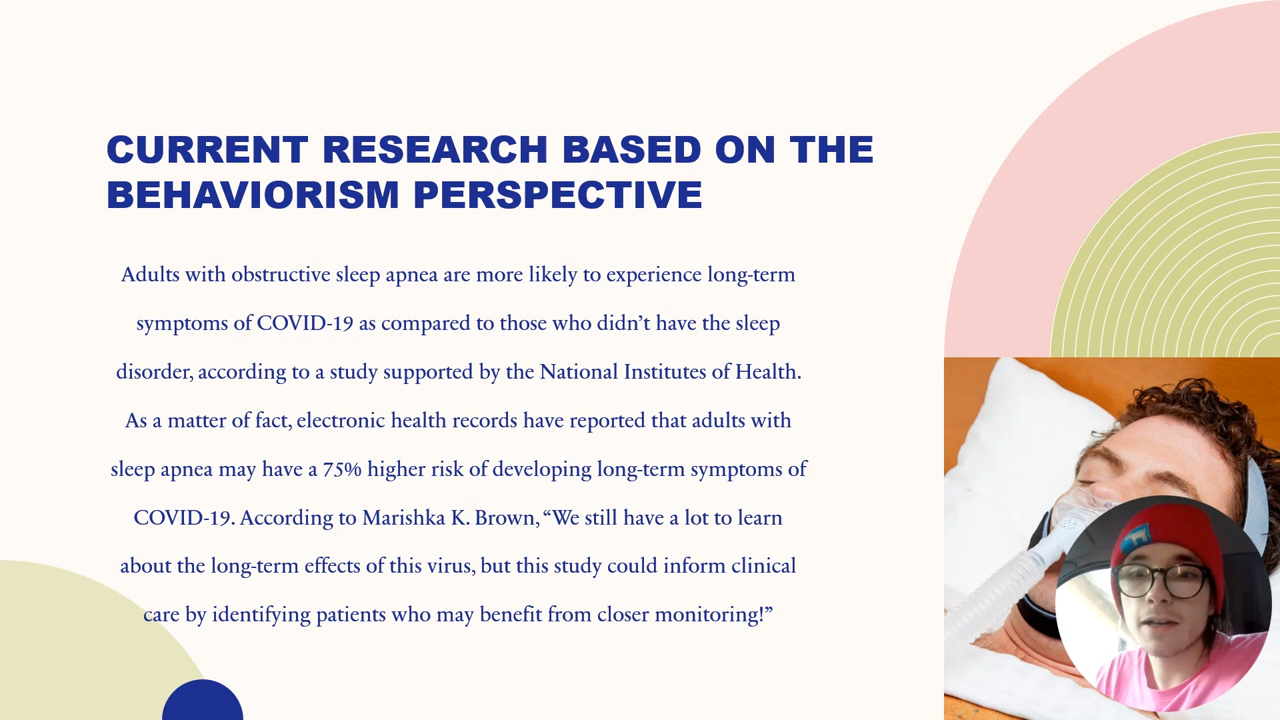 CURRENT RESEARCH BASED ON THE
BEHAVIORISM PERSPECTIVE
Adults with obstructive sleep apnea are more likely to experience long-term
symptoms of COVID-19 as compared to those who didn’t have the sleep
disorder, according to a study supported by the National Institutes of Health.
As a matter of fact, electronic health records have reported that adults with
sleep apnea may have a 75% higher risk of developing long-term symptoms of
COVID-19. According to Marishka K. Brown, “We still have a lot to learn
about the long-term effects of this virus, but this study could inform clinical
care by identifying patients who may benefit from closer monitoring!”